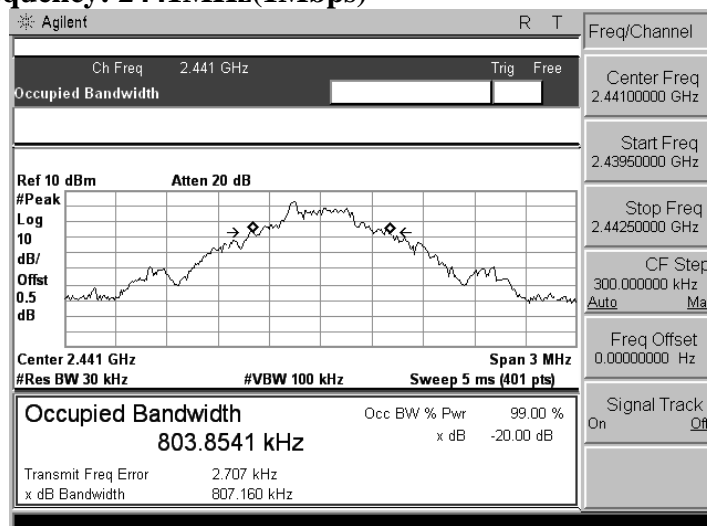 quency: 2441MHz(1Mbps)
Agilent R T
Ch Freq 2.441 GHz Trig Free
Occupied Bandwidth
Ref 10 dBm Atten 20 dB
#Peak
Log
10
dB/
Offst
0.5
dB
Center 2.441 GHz Span 3 MHz
#Res BW 30 kHz #VBW 100 kHz Sweep 5 ms (401 pts)
Occupied Bandwidth
803.8541 kHz
Occ BW % Pwr 99.00 %
x dB -20.00 dB
Transmit Freq Error 2.707 kHz
x dB Bandwidth 807.160 kHz
Freq/Channel
Center Freq
2.44100000 GHz
Start Freq
2.43950000 GHz
Stop Freq
2.44250000 GHz
CF Step
300.000000 kHz
Auto Ma
Freq Offset
0.00000000 Hz
Signal Track
On Off